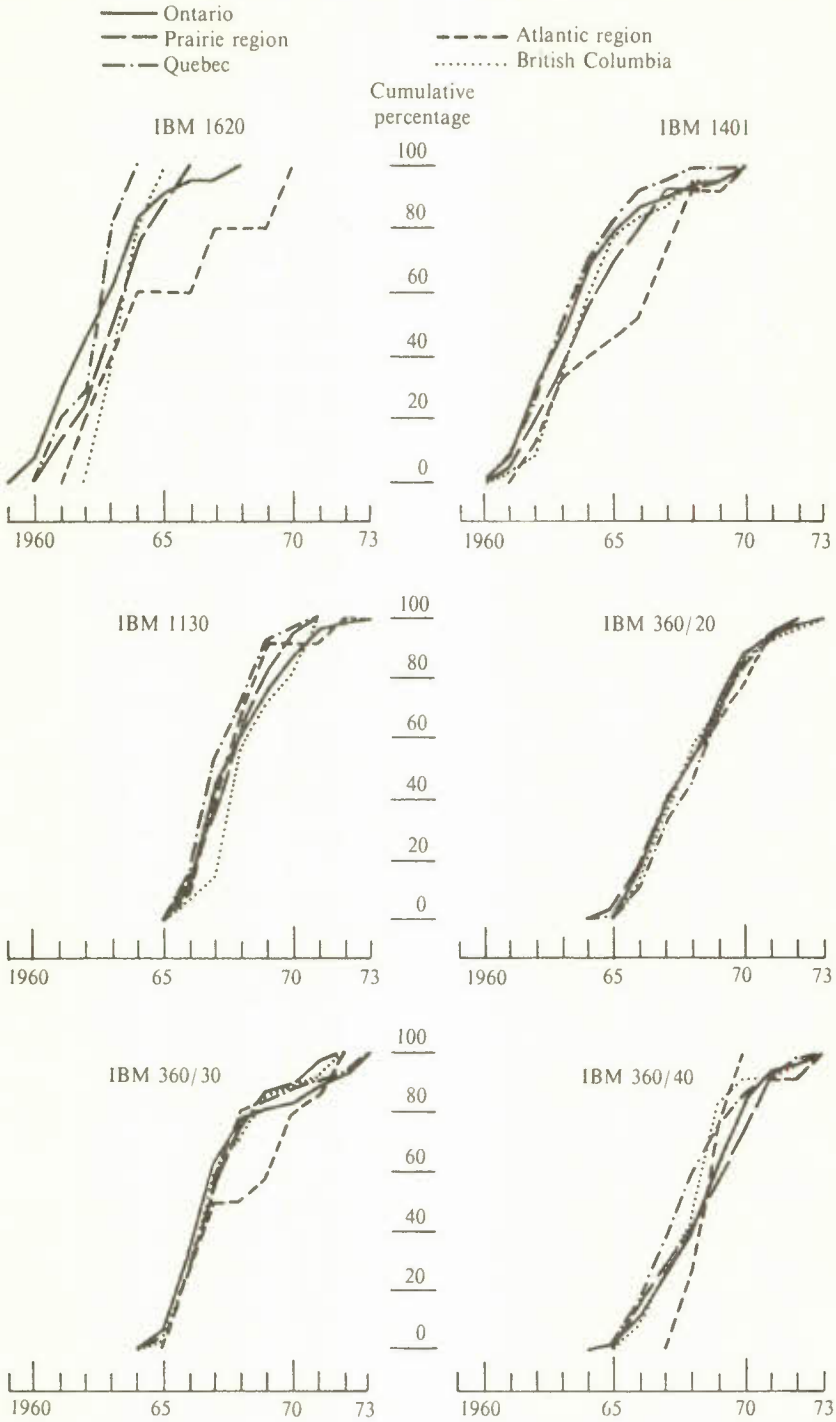 Ontario
Prairie region
Quebec
Atlantic region
British Columbia
Cumulative
percentage
IBM 1620
IBM 1401
100
80
60
40
20
0
1960 65 70 73
1960 65 70 73
IBM 1130
IBM 360/20
100
80
60
40
20
0
1960 65 70 73
1960 65 70 73
IBM 360/30
IBM 360/40
100
80
60
40
20
0
1960 65 70 73
1960 65 70 73